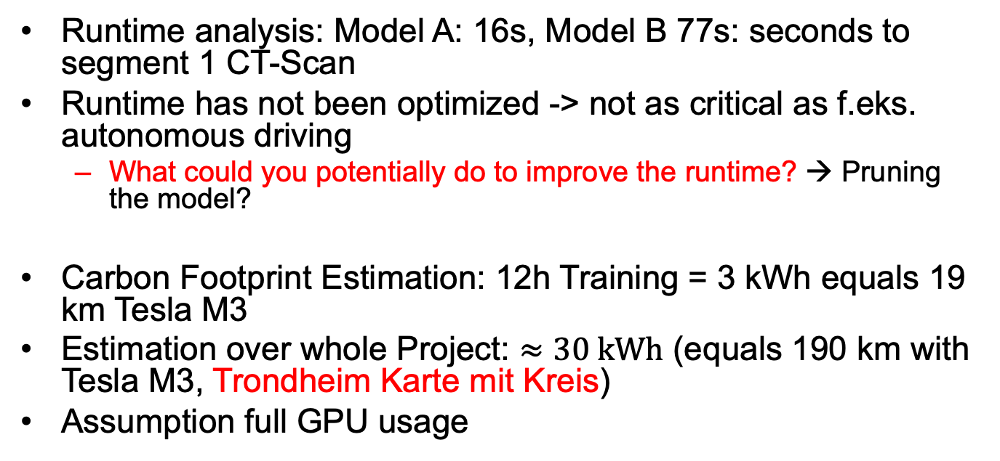 • Runtime analysis: Model A: 16s, Model B 77s: seconds to
segment 1 CT-Scan
• Runtime has not been optimized -> not as critical as f.eks.
autonomous driving
– What could you potentially do to improve the runtime? → Pruning
the model?
• Carbon Footprint Estimation: 12h Training = 3 kWh equals 19
km Tesla M3
• Estimation over whole Project: ≈ 30 kWh (equals 190 km with
Tesla M3, Trondheim Karte mit Kreis)
• Assumption full GPU usage